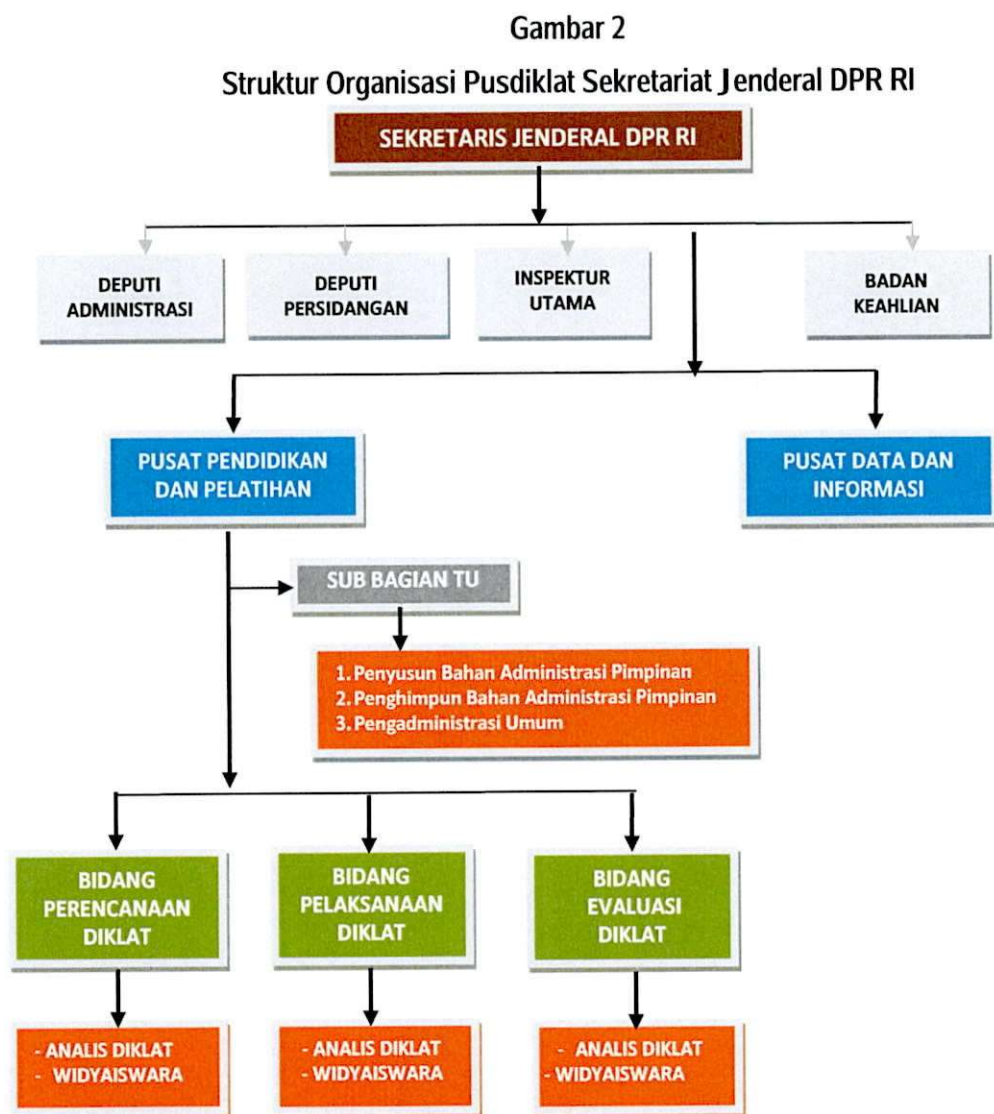 Gambar 2
Struktur Organisasi Pusdiklat Sekretariat Jenderal DPR RI
SEKRETARIS JENDERAL DPR RI
DEPUTI
ADMINISTRASI
DEPUTI
PERSIDANGAN
INSPEKTUR
UTAMA
BADAN
KEAHLIAN
PUSAT PENDIDIKAN
DAN PELATIHAN
PUSAT DATA DAN
INFORMASI
SUB BAGIAN TU
1. Penyusun Bahan Administrasi Pimpinan
2. Penghimpun Bahan Administrasi Pimpinan
3. Pengadministrasi Umum
BIDANG
PERENCANAAN
DIKLAT
BIDANG
PELAKSANAAN
DIKLAT
BIDANG
EVALUASI
DIKLAT
- ANALIS DIKLAT
- WIDYAISWARA
- ANALIS DIKLAT
- WIDYAISWARA
- ANALIS DIKLAT
- WIDYAISWARA